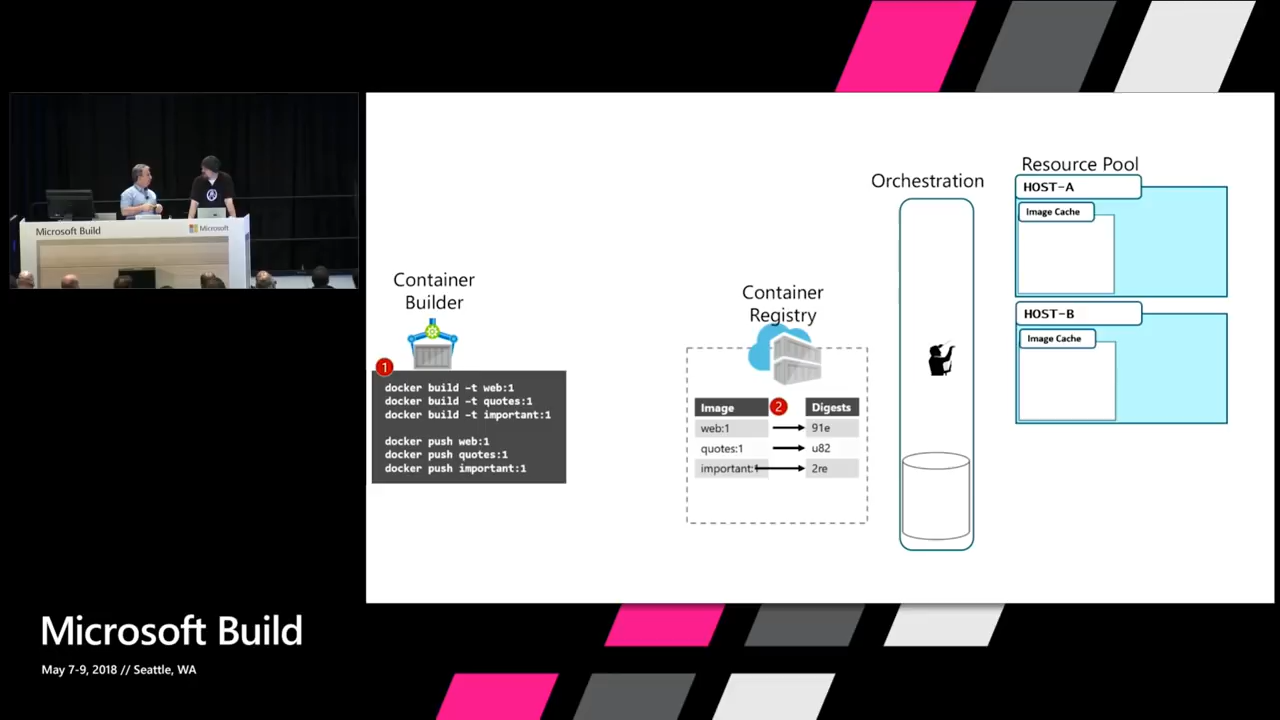 Microsoft Build
Microsoft
Container
Builder
1
docker build -t web:1
docker build -t quotes:1
docker build -t important:1
docker push web:1
docker push quotes:1
docker push important:1
Container
Registry
Image
2
Digests
web:1
91e
quotes:1
u82
important:1
2re
Orchestration
Resource Pool
HOST-A
Image Cache
HOST-B
Image Cache
Microsoft Build
May 7-9, 2018 // Seattle, WA